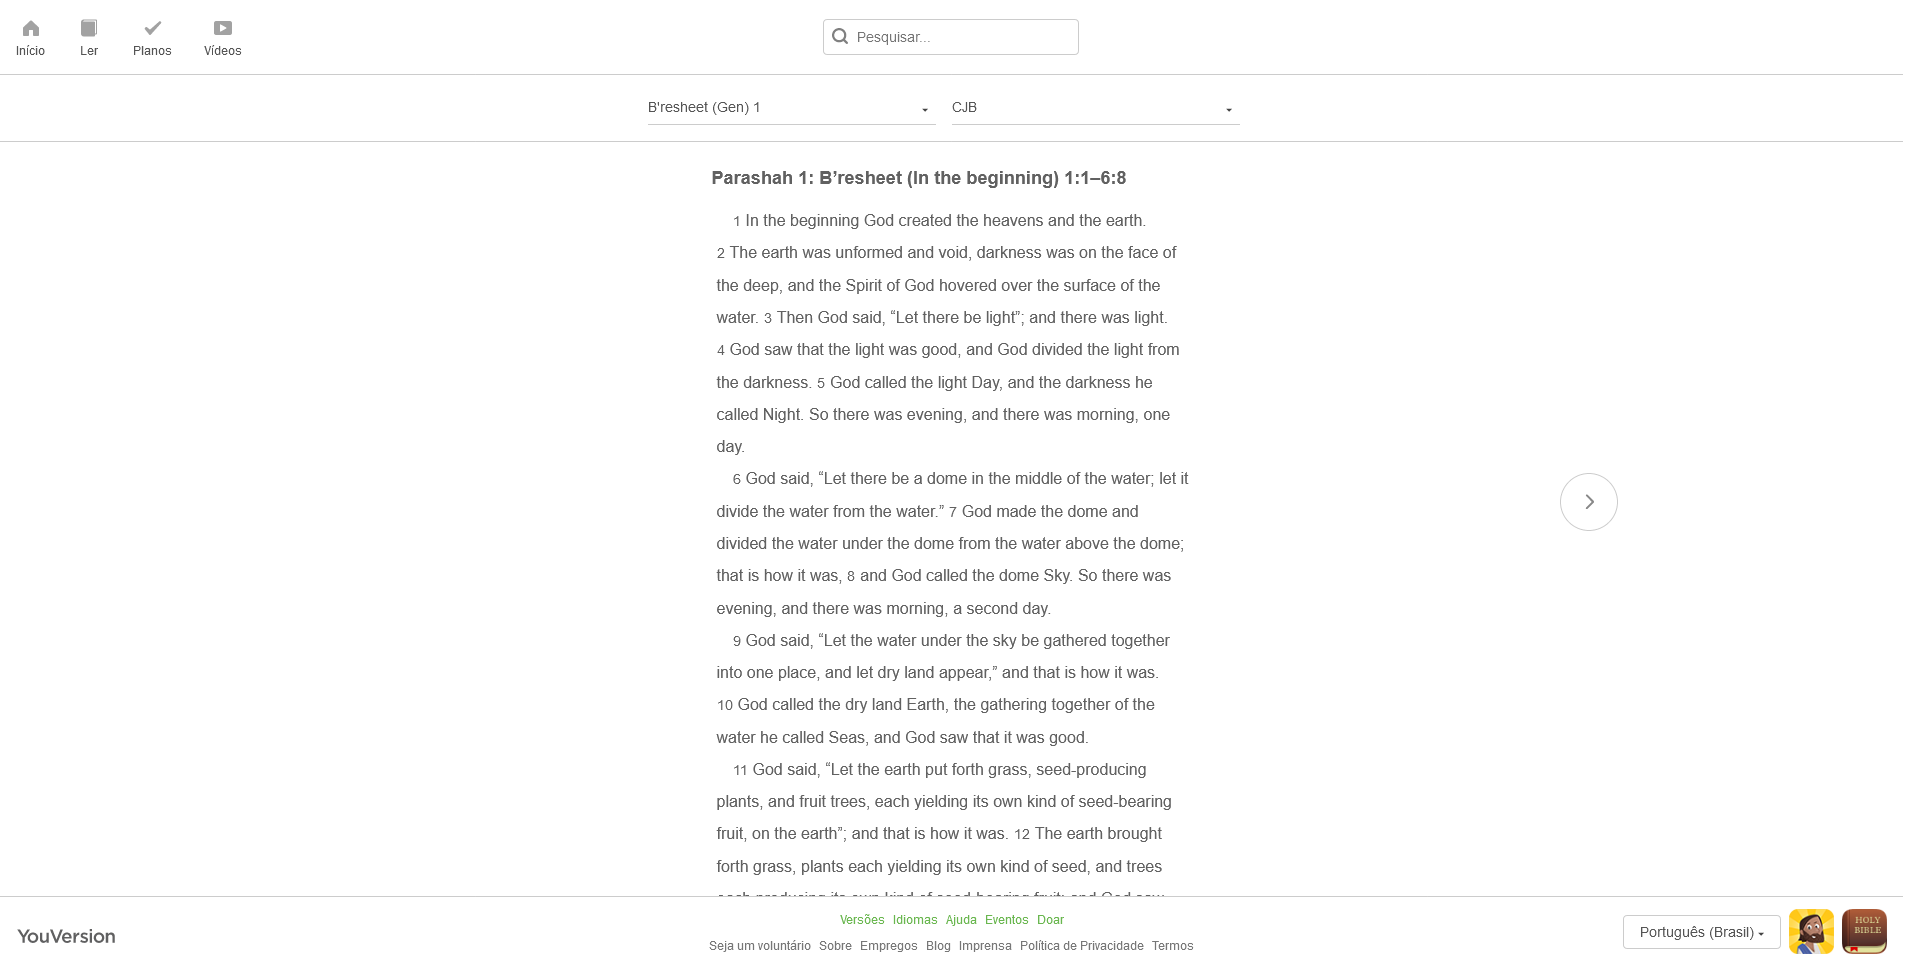 Início Ler Planos Vídeos
Pesquisar...
B'resheet (Gen) 1
CJB
Parashah 1: B’resheet (In the beginning) 1:1–6:8
1 In the beginning God created the heavens and the earth.
2 The earth was unformed and void, darkness was on the face of
the deep, and the Spirit of God hovered over the surface of the
water. 3 Then God said, “Let there be light”; and there was light.
4 God saw that the light was good, and God divided the light from
the darkness. 5 God called the light Day, and the darkness he
called Night. So there was evening, and there was morning, one
day.
6 God said, “Let there be a dome in the middle of the water; let it
divide the water from the water.” 7 God made the dome and
divided the water under the dome from the water above the dome;
that is how it was, 8 and God called the dome Sky. So there was
evening, and there was morning, a second day.
9 God said, “Let the water under the sky be gathered together
into one place, and let dry land appear,” and that is how it was.
10 God called the dry land Earth, the gathering together of the
water he called Seas, and God saw that it was good.
11 God said, “Let the earth put forth grass, seed-producing
plants, and fruit trees, each yielding its own kind of seed-bearing
fruit, on the earth”; and that is how it was. 12 The earth brought
forth grass, plants each yielding its own kind of seed, and trees
each producing its own kind of seed-bearing fruit; and God saw
YouVersion
Versões Idiomas Ajuda Eventos Doar
Seja um voluntário Sobre Empregos Blog Imprensa Política de Privacidade Termos
Português (Brasil)
HOLY
BIBLE